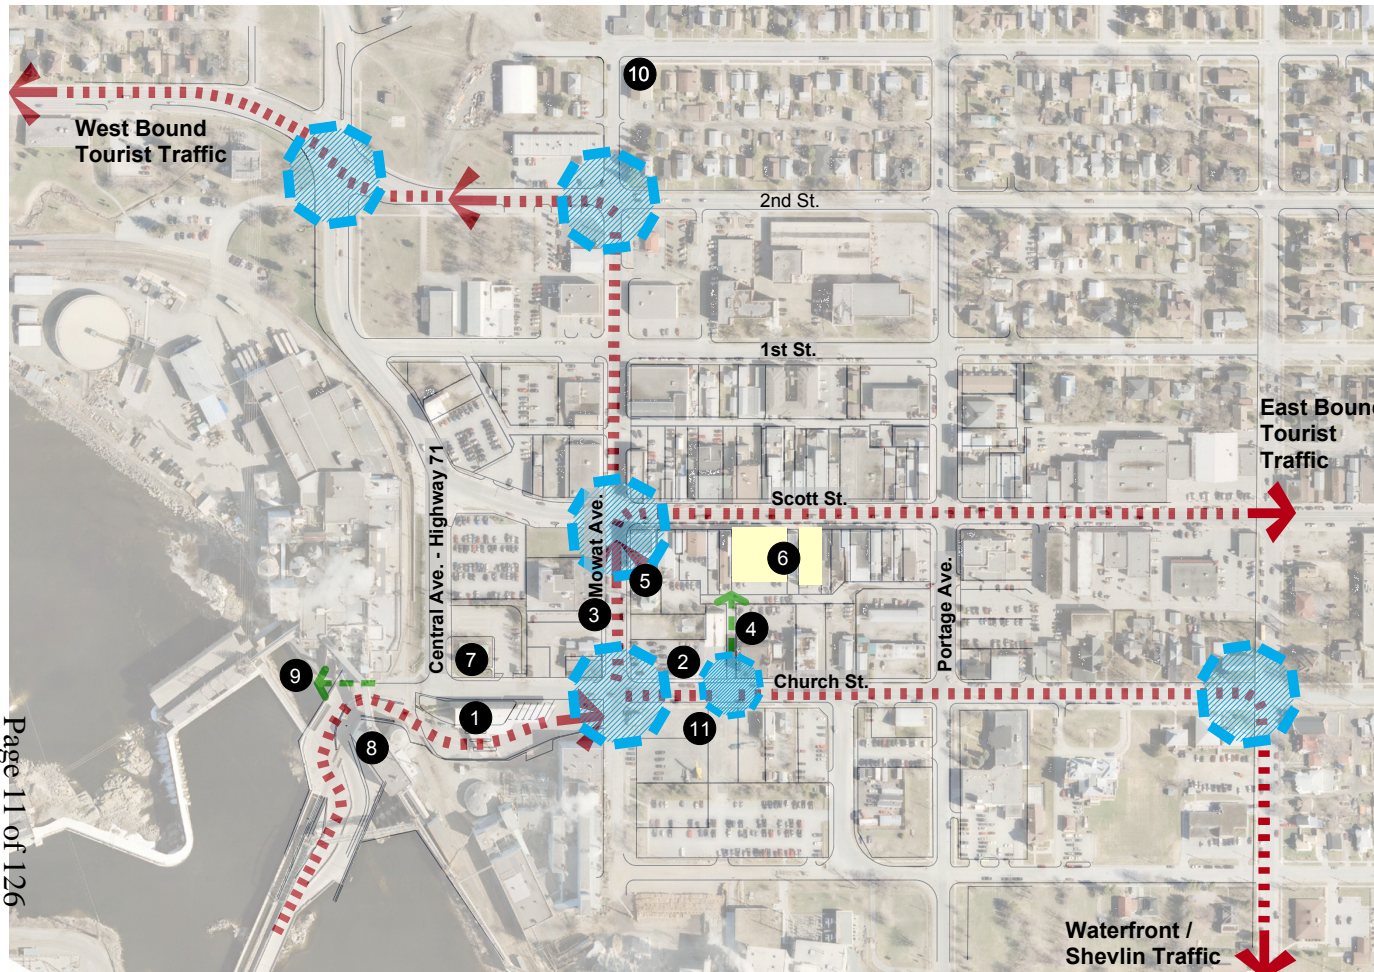 10
West Bound
Tourist Traffic
2nd St.
1st St.
East Boun
Tourist
Traffic
Central Ave. - Highway 71
Mowat Ave.
Scott St.
Portage Ave.
6
5
3
4
7
2
9
Church St.
1
11
8
Page 11 of 126
Waterfront /
Shevlin Traffic